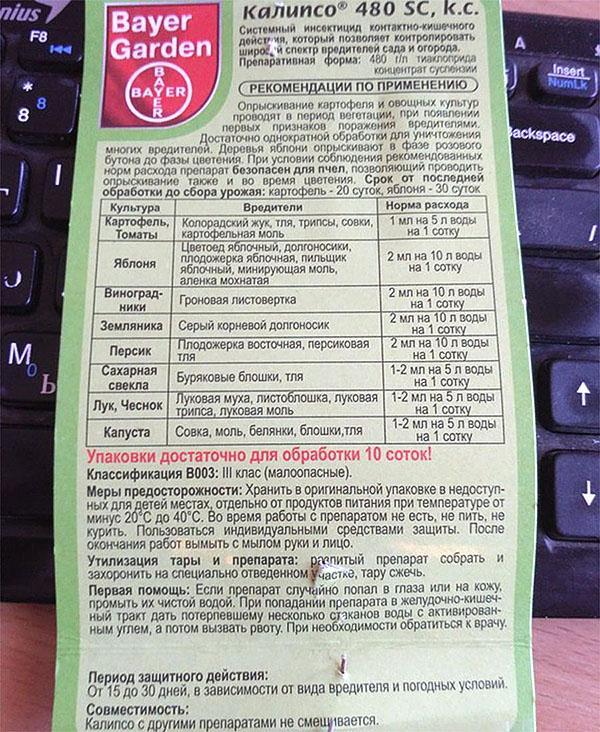 nius
F8
*
8
8
М
О
Ь
A
Insert
NumLk
Backspace
I
/
↑
↓
Bayer
Garden
BAYER
BAYER
Калипсо® 480 SC, к.с.
Системный инсектицид контактно-кишечного
действия, который позволяет контролировать
широкий спектр вредителей сада и огорода.
Препаративная форма: 480 г/л тиаклоприда
концентрат суспензии
РЕКОМЕНДАЦИИ ПО ПРИМЕНЕНИЮ
Опрыскивание картофеля и овощных культур
проводят в период вегетации, при появлении
первых признаков поражения вредителями.
Достаточно однократной обработки для уничтожения
многих вредителей. Деревья яблони опрыскивают в фазе розового
бутона до фазы цветения. При условии соблюдения рекомендованных
норм расхода препарат безопасен для пчел, позволяющий проводить
опрыскивание также и во время цветения. Срок от последней
обработки до сбора урожая: картофель - 20 суток, яблоня - 30 суток
Культура Вредители Норма расхода
Картофель, Томаты Колорадский жук, тля, трипсы, совки, картофельная моль 1 мл на 5 л воды на 1 сотку
Яблоня Цветоед яблочный, долгоносики, плодожерка яблонная, пильщик яблочный, минирующая моль, аленка мохнатая 2 мл на 10 л воды на 1 сотку
Виноград- ники Гроновая листовертка 2 мл на 10 л воды на 1 сотку
Земляника Серый корневой долгоносик 2 мл на 10 л воды на 1 сотку
Персик Плодожерка восточная, персиковая тля 2 мл на 10 л воды на 1 сотку
Сахарная свекла Буряковые блошки, тля 1-2 мл на 5 л воды на 1 сотку
Лук, Чеснок Луковая муха, листоблошка, луковая трипса, луковая моль 1-2 мл на 5 л воды на 1 сотку
Капуста Совка, моль, белянки, блошки,тля 1-2 мл на 5 л воды на 1 сотку
Упаковки достаточно для обработки 10 соток!
Классификация ВООЗ: III клас (малоопасные).
Меры предосторожности: Хранить в оригинальной упаковке в недоступ-
ных для детей местах, отдельно от продуктов питания при температуре от
минус 20°С до 40°С. Во время работы с препаратом не есть, не пить, не
курить. Пользоваться индивидуальными средствами защиты. После
окончания работ вымыть с мылом руки и лицо.
Утилизация тары и препарата: разлитый препарат собрать и
захоронить на специально отведенном участке, тару сжечь.
Первая помощь: Если препарат случайно попал в глаза или на кожу,
промыть их чистой водой. При попадании препарата в желудочно-кишеч-
ный тракт дать потерпевшему несколько стаканов воды с активирован-
ным углем, а потом вызвать рвоту. При необходимости обратиться к врачу.
Период защитного действия:
От 15 до 30 дней, в зависимости от вида вредителя и погодных условий.
Совместимость:
Калипсо с другими препаратами не смешивается.